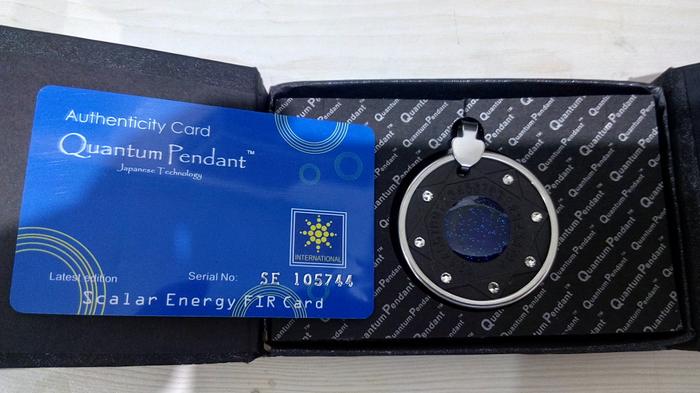 Authenticity Card
Quantum Pendant™
Japanese Technology
INTERNATIONAL
Latest edition
Serial No: SE 105744
Scalar Energy FIR Card
Quantum Pendant™